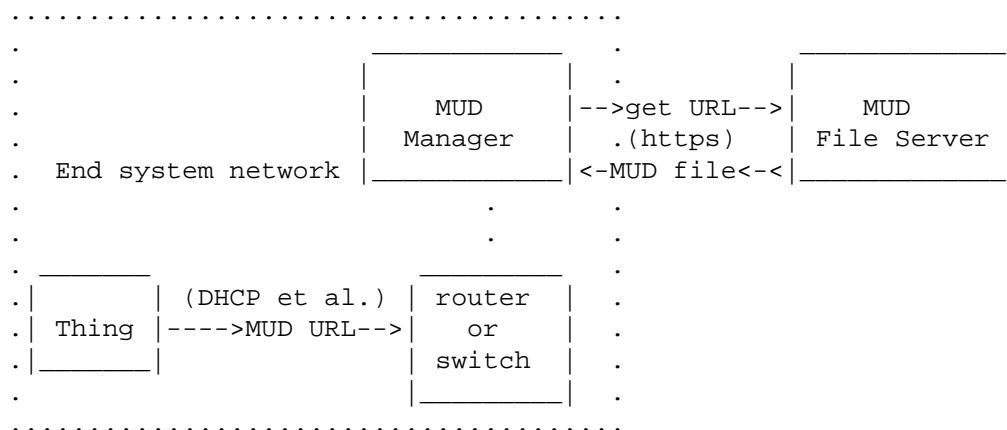 MUD -->get URL--> MUD
Manager (https) File Server
End system network <-MUD file<-<
(DHCP et al.) router
Thing ---->MUD URL--> or
switch